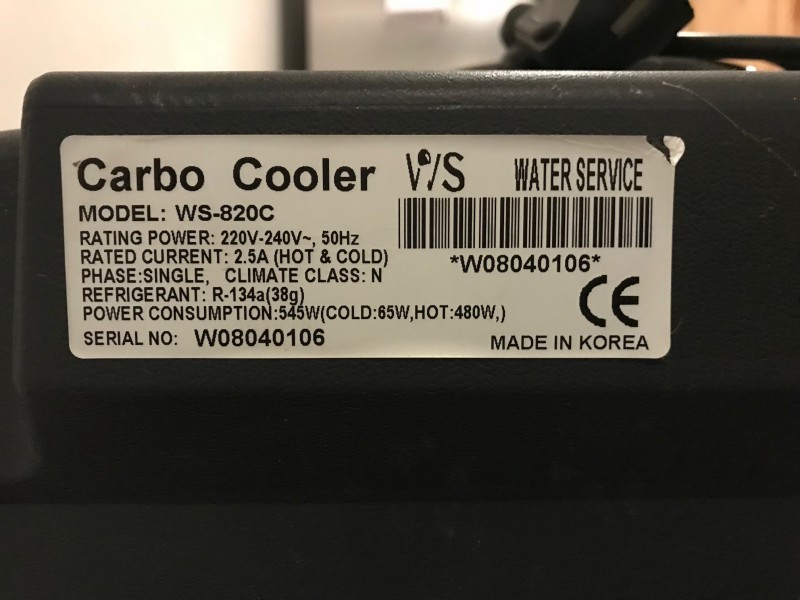 Carbo Cooler WS WATER SERVICE
MODEL: WS-820C
RATING POWER: 220V-240V~, 50Hz
RATED CURRENT: 2.5A (HOT & COLD)
PHASE:SINGLE, CLIMATE CLASS: N
*W08040106*
REFRIGERANT: R-134a(38g)
POWER CONSUMPTION:545W(COLD:65W,HOT:480W,)
CE
SERIAL NO: W08040106
MADE IN KOREA